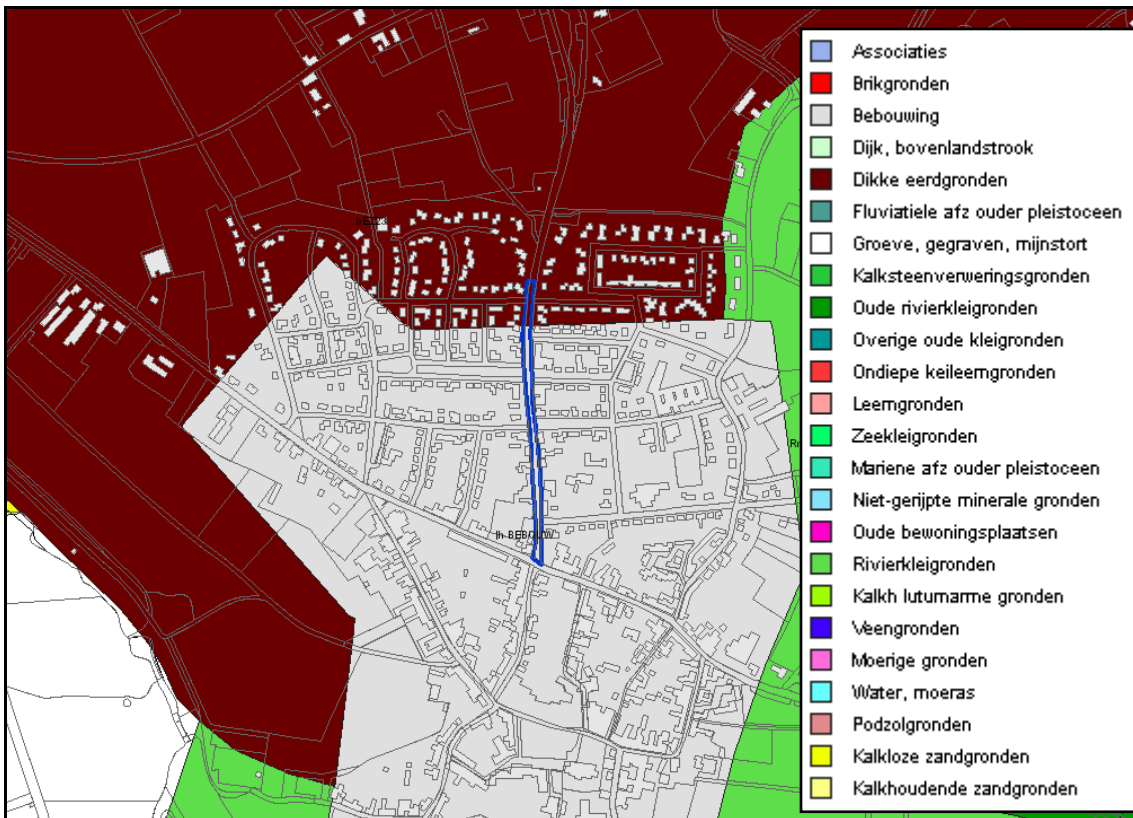 Associaties
Brikgronden
Bebouwing
Dijk, bovenlandstrook
Dikke eerdgronden
Fluviatiele afz ouder pleistoceen
Groeve, gegraven, mijnstort
Kalksteenverweringsgronden
Oude rivierkleigronden
Overige oude kleigronden
Ondiepe keileemgronden
Leemgronden
Zeekleigronden
Mariene afz ouder pleistoceen
Niet-gerijpte minerale gronden
Oude bewoningsplaatsen
Rivierkleigronden
Kalkh lutumarme gronden
Veengronden
Moerige gronden
Water, moeras
Podzolgronden
Kalkloze zandgronden
Kalkhoudende zandgronden
|h BEBOUW